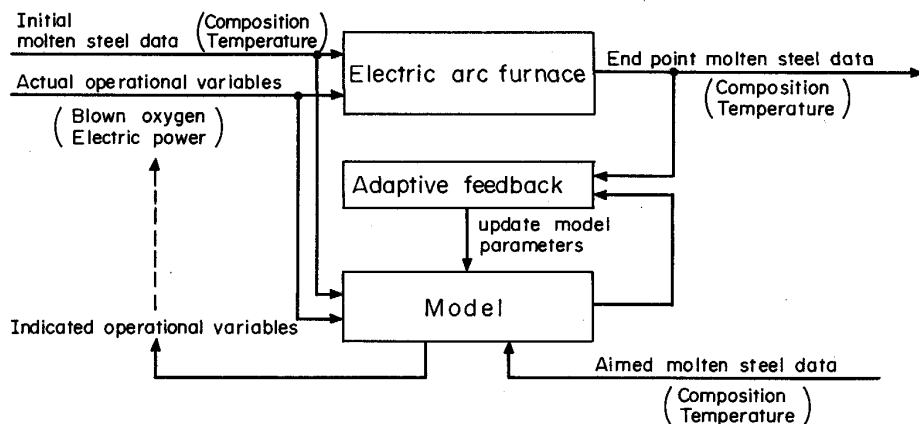 Initial
molten steel data (Composition
Temperature)
Electric arc furnace
End point molten steel data
(Composition
Temperature)
Actual operational variables
(Blown oxygen
Electric power)
Adaptive feedback
update model
parameters
Model
Indicated operational variables
Aimed molten steel data
(Composition
Temperature)